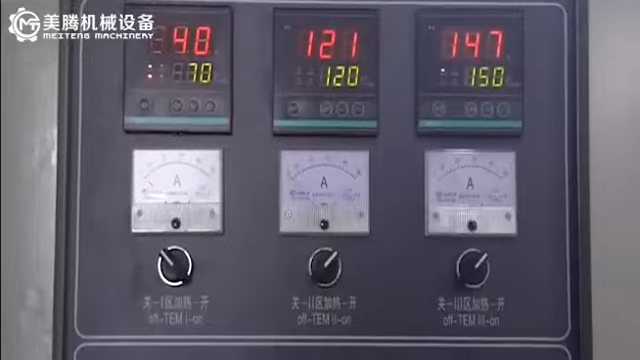 美腾机械设备
MEITENG MACHINERY
48 121 147
70 120 150
A A A
关-I区加热-开 关-II区加热-开 关-III区加热-开
off-TEM I-on off-TEM II-on off-TEM III-on